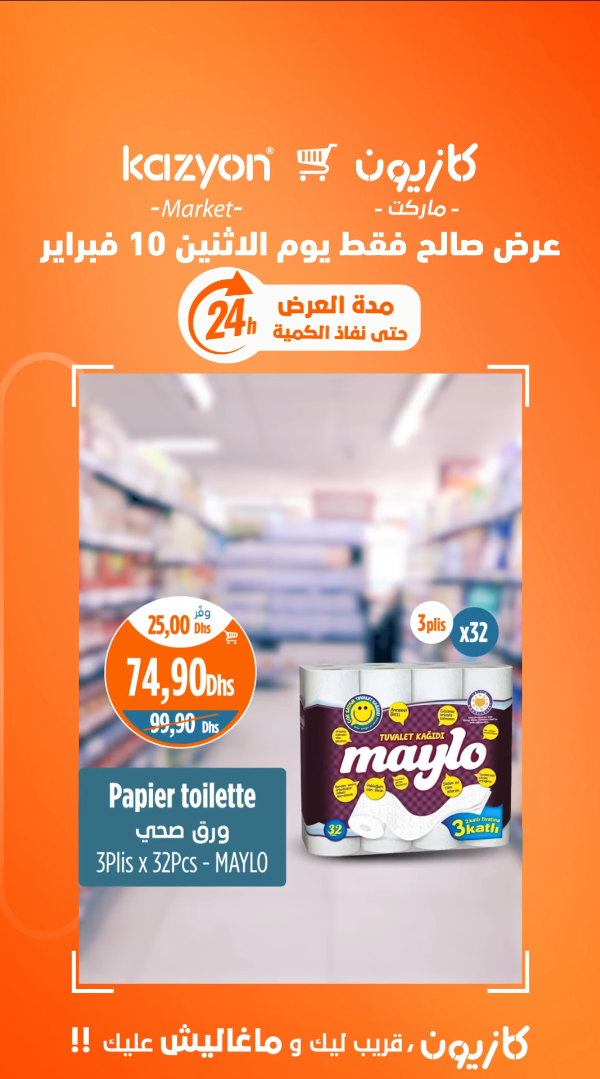 kazyon® كازيون
-Market- - ماركت -
عرض صالح فقط يوم الاثنين 10 فبراير
24h
مدة العرض
حتى نفاذ الكمية
وفّر
25,00 Dhs
74,90Dhs
99,90 Dhs
3plis
x32
TUVALET KAĞIDI
maylo
32
3katlı
Papier toilette
ورق صحي
3Plis x 32Pcs - MAYLO
كازيون، قريب ليك و ماغاليش عليك !!